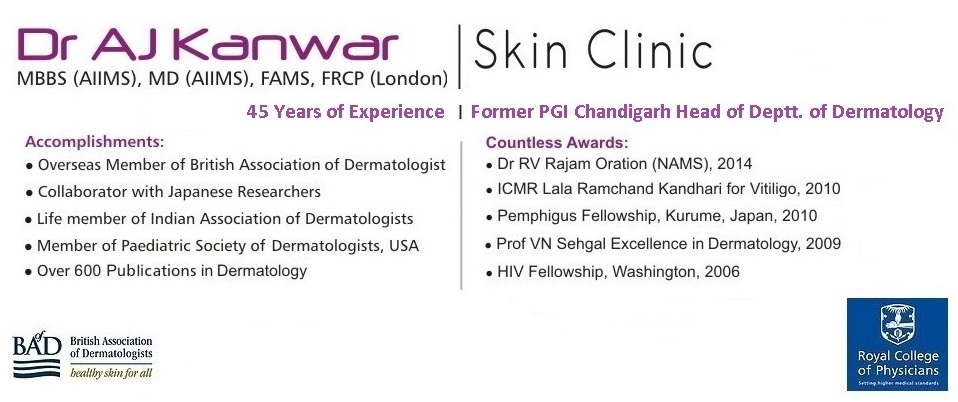 Dr AJ Kanwar
MBBS (AIIMS), MD (AIIMS), FAMS, FRCP (London)
Skin Clinic
45 Years of Experience | Former PGI Chandigarh Head of Deptt. of Dermatology
Accomplishments:
• Overseas Member of British Association of Dermatologist
• Collaborator with Japanese Researchers
• Life member of Indian Association of Dermatologists
• Member of Paediatric Society of Dermatologists, USA
• Over 600 Publications in Dermatology
Countless Awards:
• Dr RV Rajam Oration (NAMS), 2014
• ICMR Lala Ramchand Kandhari for Vitiligo, 2010
• Pemphigus Fellowship, Kurume, Japan, 2010
• Prof VN Sehgal Excellence in Dermatology, 2009
• HIV Fellowship, Washington, 2006
BAofD
British Association
of Dermatologists
healthy skin for all
Royal College
of Physicians
Setting higher medical standards